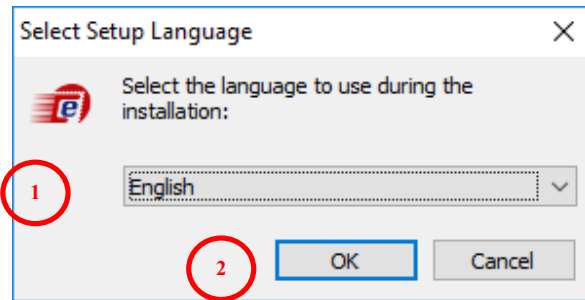 Select Setup Language
Select the language to use during the
installation:
1
English
2
OK
Cancel